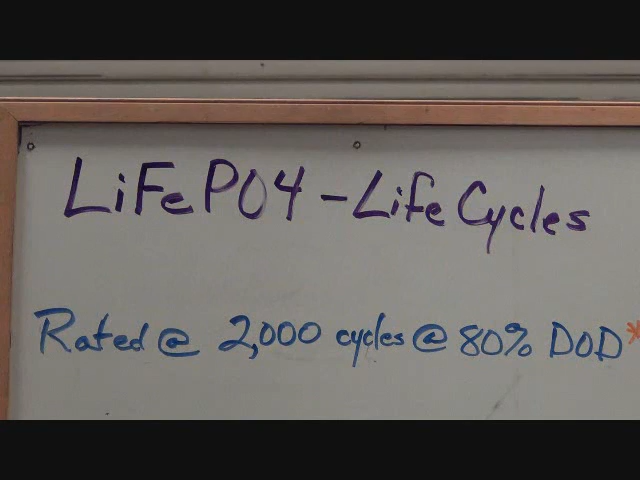 LiFePO4 - Life Cycles
Rated @ 2,000 cycles @ 80% DOD*